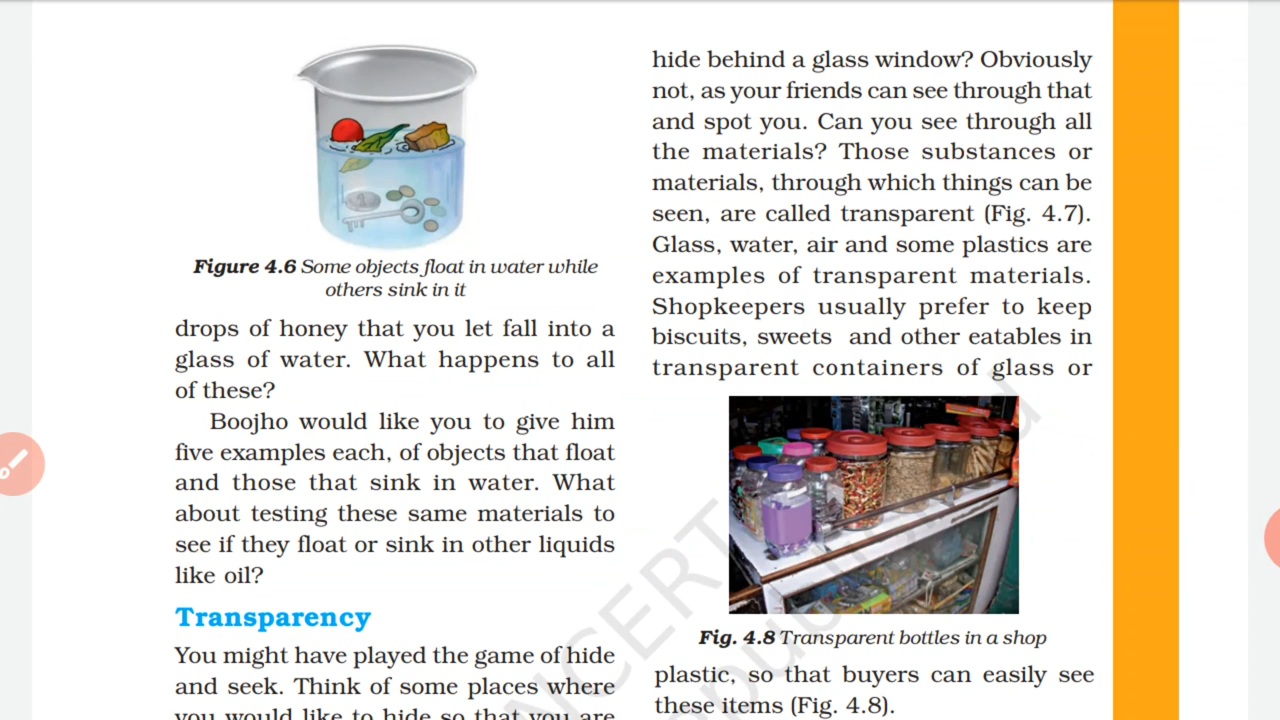 Figure 4.6 Some objects float in water while
others sink in it
drops of honey that you let fall into a
glass of water. What happens to all
of these?
Boojho would like you to give him
five examples each, of objects that float
and those that sink in water. What
about testing these same materials to
see if they float or sink in other liquids
like oil?
Transparency
You might have played the game of hide
and seek. Think of some places where
you would like to hide so that you are
hide behind a glass window? Obviously
not, as your friends can see through that
and spot you. Can you see through all
the materials? Those substances or
materials, through which things can be
seen, are called transparent (Fig. 4.7).
Glass, water, air and some plastics are
examples of transparent materials.
Shopkeepers usually prefer to keep
biscuits, sweets and other eatables in
transparent containers of glass or
Fig. 4.8 Transparent bottles in a shop
plastic, so that buyers can easily see
these items (Fig. 4.8).
NCERT